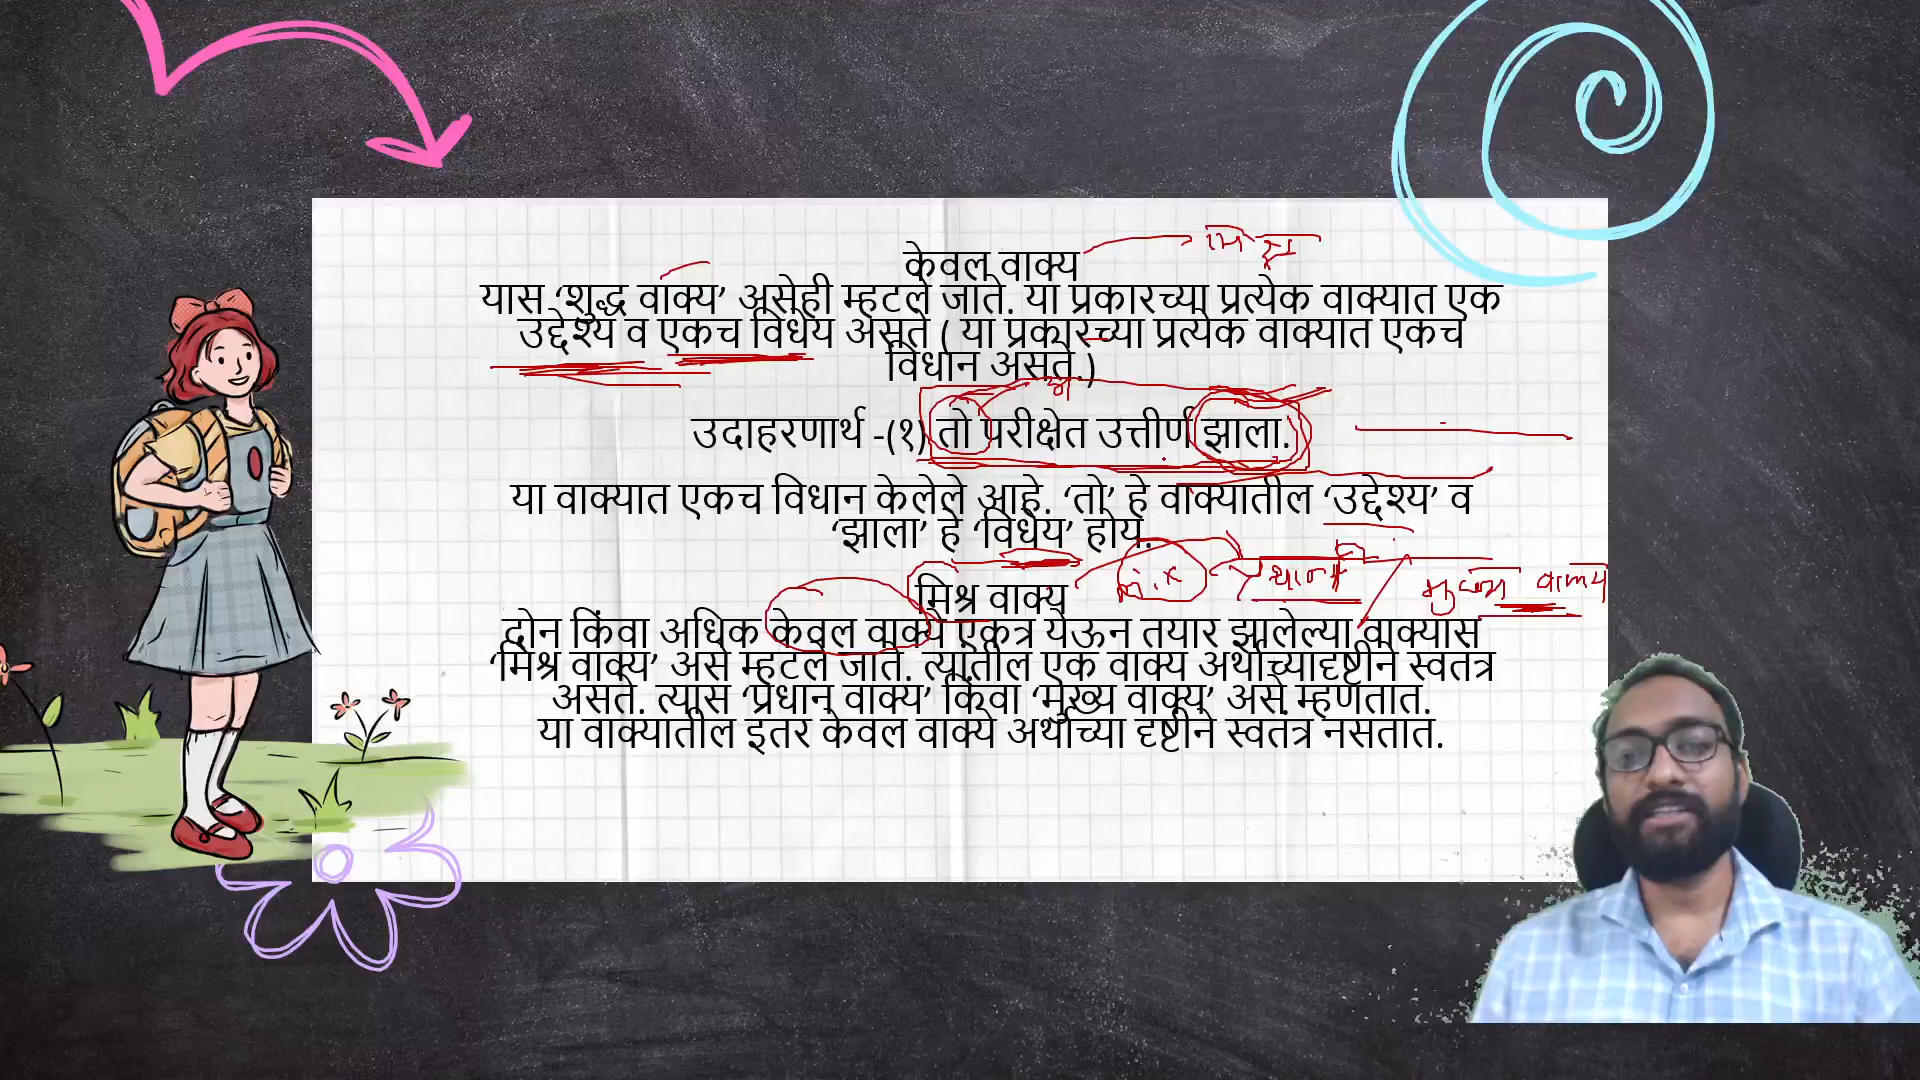 केवल वाक्य
यास ‘शुद्ध वाक्य’ असेही म्हटले जाते. या प्रकारच्या प्रत्येक वाक्यात एक
उद्देश्य व एकच विधेय असते ( या प्रकारच्या प्रत्येक वाक्यात एकच
विधान असते.)
उदाहरणार्थ -(१) तो परीक्षेत उत्तीर्ण झाला.
या वाक्यात एकच विधान केलेले आहे. ‘तो’ हे वाक्यातील ‘उद्देश्य’ व
‘झाला’ हे ‘विधेय’ होय.
मिश्र वाक्य
दोन किंवा अधिक केवल वाक्ये एकत्र येऊन तयार झालेल्या वाक्यास
‘मिश्र वाक्य’ असे म्हटले जाते. त्यातील एक वाक्य अर्थाच्यादृष्टीने स्वतंत्र
असते. त्यास ‘प्रधान वाक्य’ किंवा ‘मुख्य वाक्य’ असे म्हणतात.
या वाक्यातील इतर केवल वाक्ये अर्थाच्या दृष्टीने स्वतंत्र नसतात.